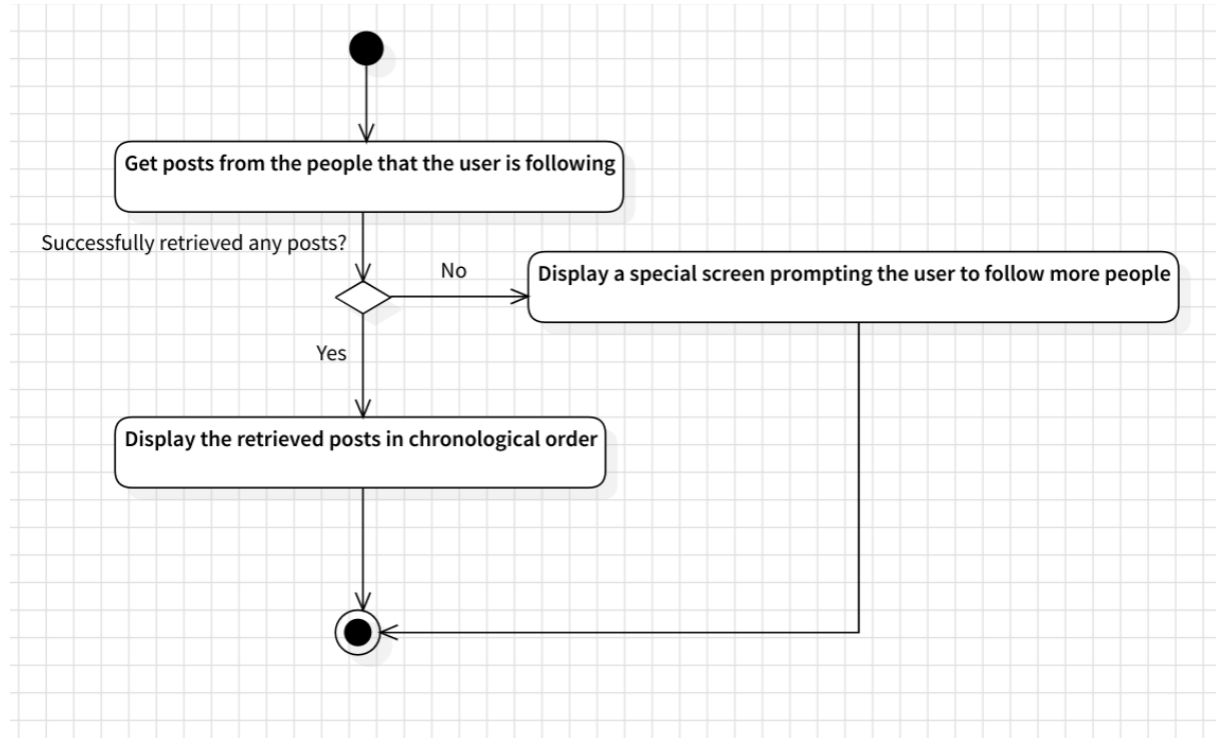 Get posts from the people that the user is following
Successfully retrieved any posts?
No
Display a special screen prompting the user to follow more people
Yes
Display the retrieved posts in chronological order